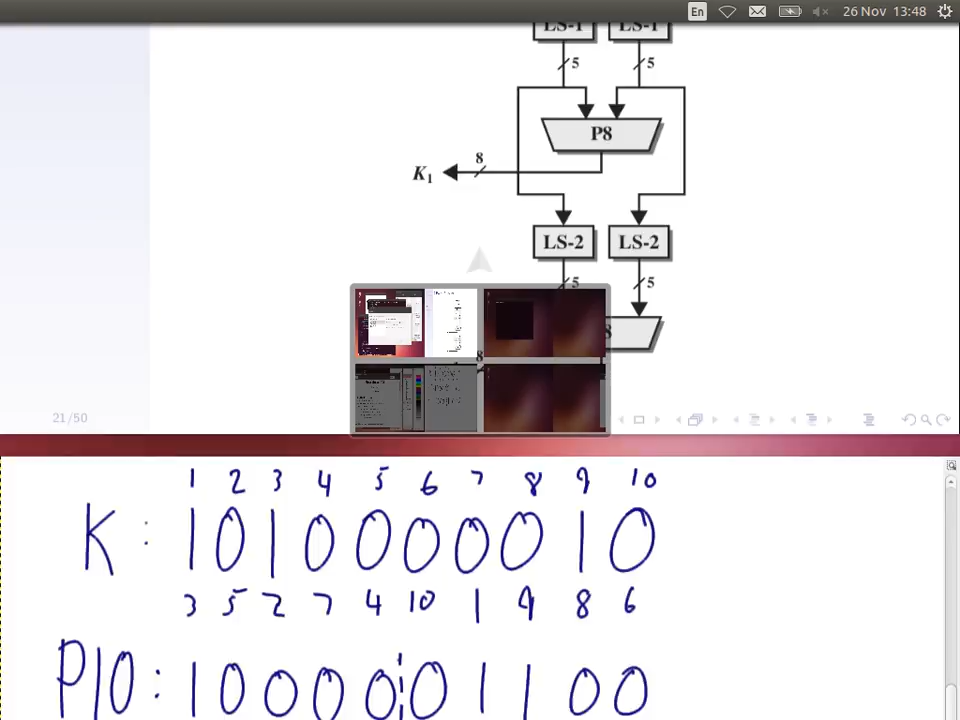 En 26 Nov 13:48
LS-1 LS-1
5 5
P8
8
K1
LS-2 LS-2
5 5
8
8
21/50
1 2 3 4 5 6 7 8 9 10
K: 1 0 1 0 0 0 0 0 1 0
3 5 2 7 4 10 1 9 8 6
P10: 1 0 0 0 0 0 1 1 0 0